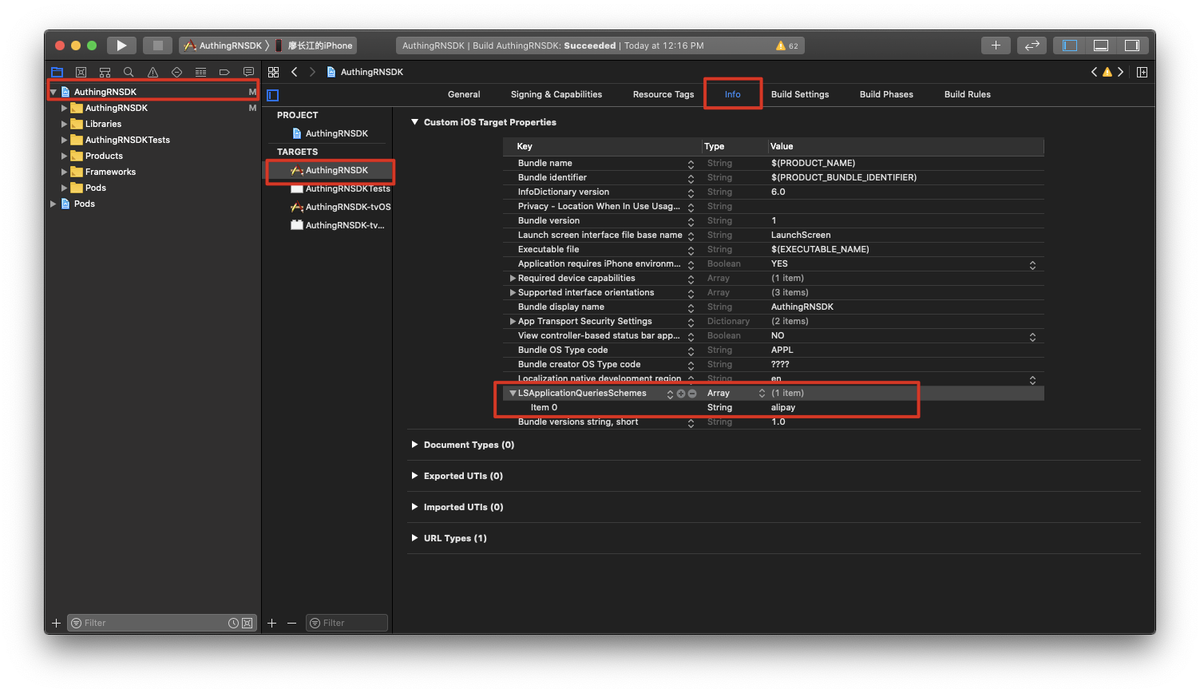 AuthingRNSDK 廖长江的iPhone AuthingRNSDK | Build AuthingRNSDK: Succeeded | Today at 12:16 PM 62
AuthingRNSDK M
AuthingRNSDK M
Libraries
AuthingRNSDKTests
Products
Frameworks
Pods
Pods
Filter
AuthingRNSDK
General Signing & Capabilities Resource Tags Info Build Settings Build Phases Build Rules
PROJECT
AuthingRNSDK
TARGETS
AuthingRNSDK
AuthingRNSDKTests
AuthingRNSDK-tvOS
AuthingRNSDK-tv...
Filter
Custom iOS Target Properties
Key Type Value
Bundle name String $(PRODUCT_NAME)
Bundle identifier String $(PRODUCT_BUNDLE_IDENTIFIER)
InfoDictionary version String 6.0
Privacy - Location When In Use Usag... String
Bundle version String 1
Launch screen interface file base name String LaunchScreen
Executable file String $(EXECUTABLE_NAME)
Application requires iPhone environm... Boolean YES
Required device capabilities Array (1 item)
Supported interface orientations Array (3 items)
Bundle display name String AuthingRNSDK
App Transport Security Settings Dictionary (2 items)
View controller-based status bar app... Boolean NO
Bundle OS Type code String APPL
Bundle creator OS Type code String ????
Localization native development region String en
LSApplicationQueriesSchemes Array (1 item)
Item 0 String alipay
Bundle versions string, short String 1.0
Document Types (0)
Exported UTIs (0)
Imported UTIs (0)
URL Types (1)